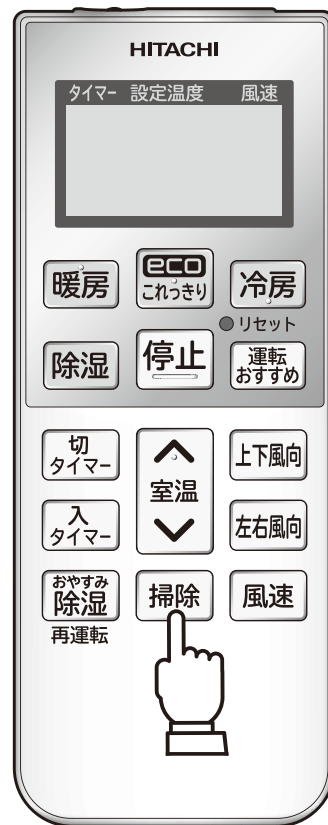 HITACHI
タイマー 設定温度 風速
暖房
eco
これっきり
冷房
リセット
除湿
停止
運転
おすすめ
切
タイマー
室温
上下風向
入
タイマー
左右風向
おやすみ
除湿
再運転
掃除
風速